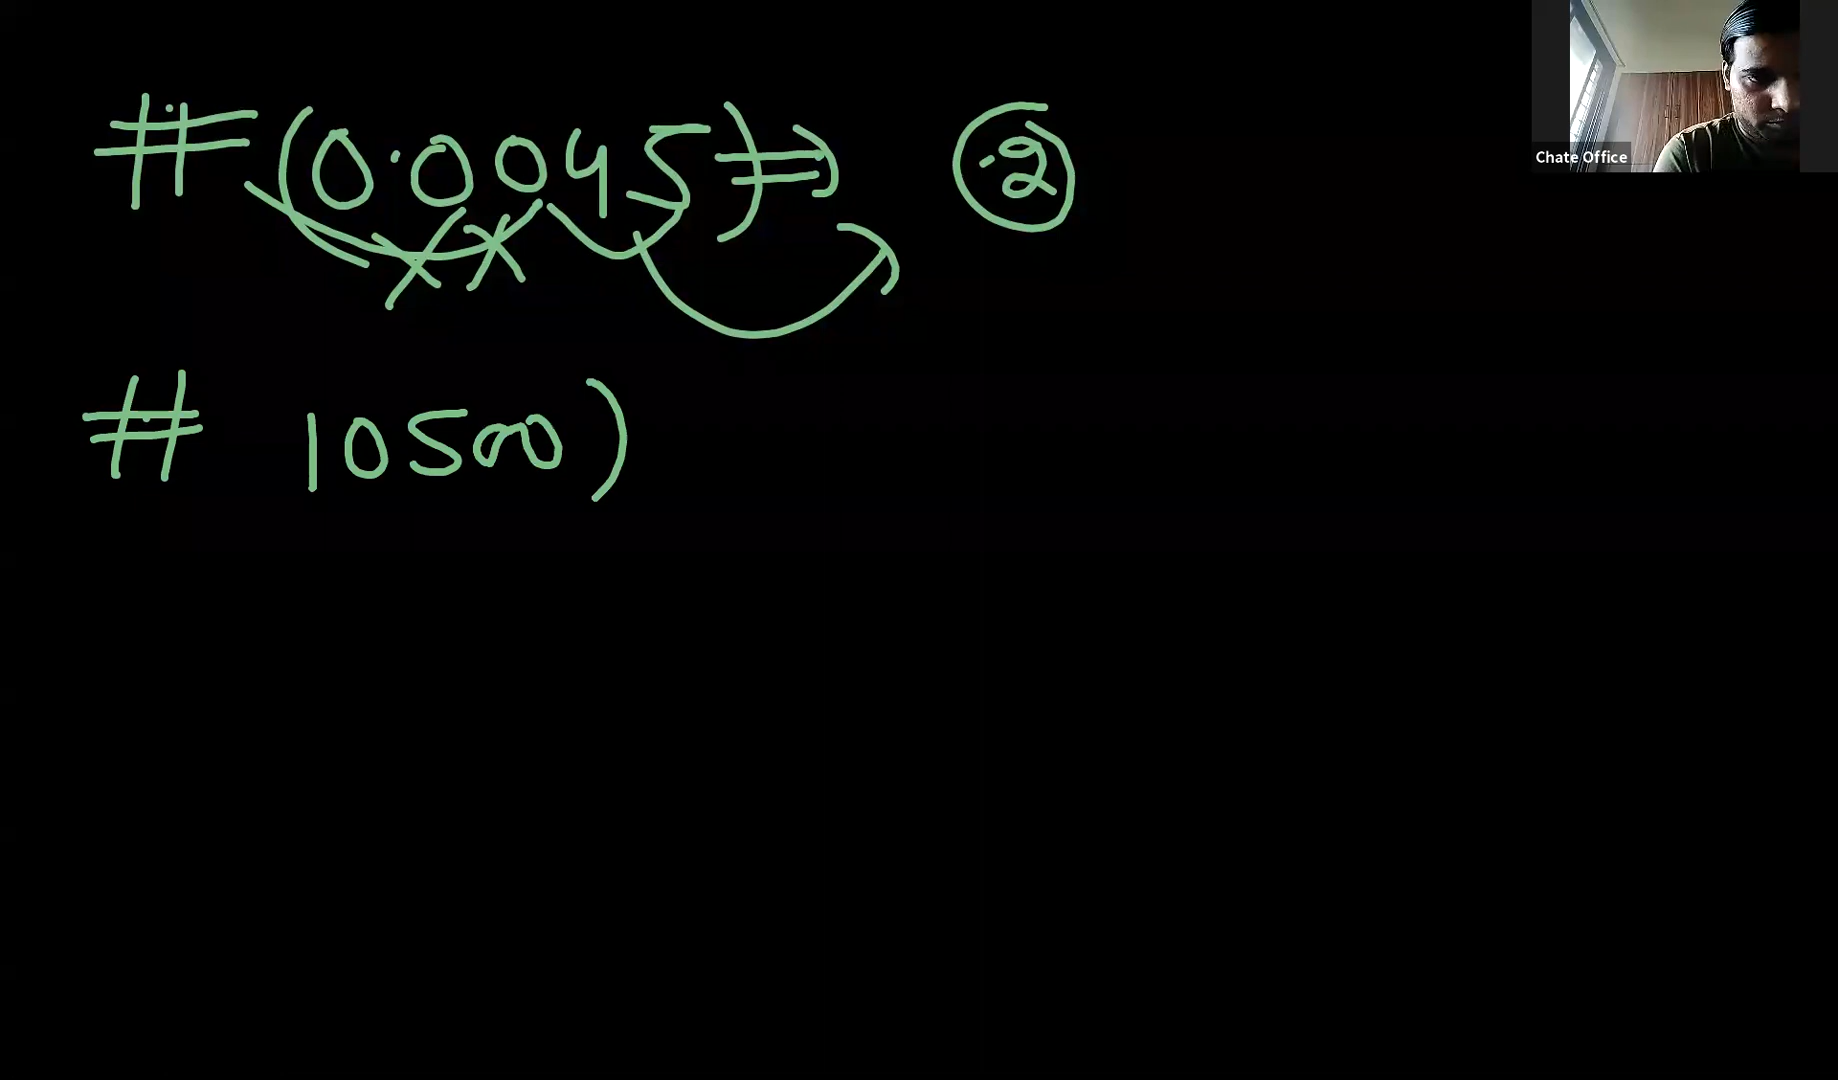 # (0.0045) ⇒ 2
# 10500)
Chate Office